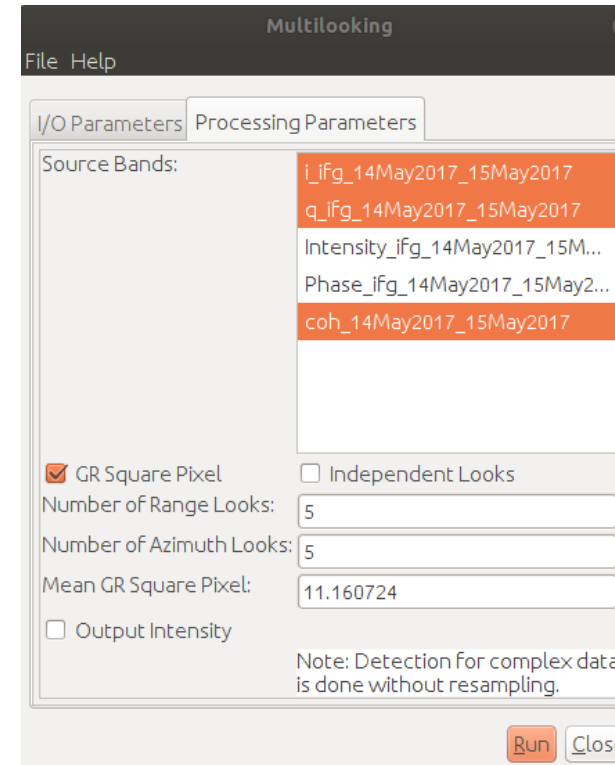 Multilooking
File Help
I/O Parameters Processing Parameters
Source Bands:
i_ifg_14May2017_15May2017
q_ifg_14May2017_15May2017
Intensity_ifg_14May2017_15M...
Phase_ifg_14May2017_15May2...
coh_14May2017_15May2017
GR Square Pixel Independent Looks
Number of Range Looks: 5
Number of Azimuth Looks: 5
Mean GR Square Pixel: 11.160724
Output Intensity
Note: Detection for complex data
is done without resampling.
Run Close